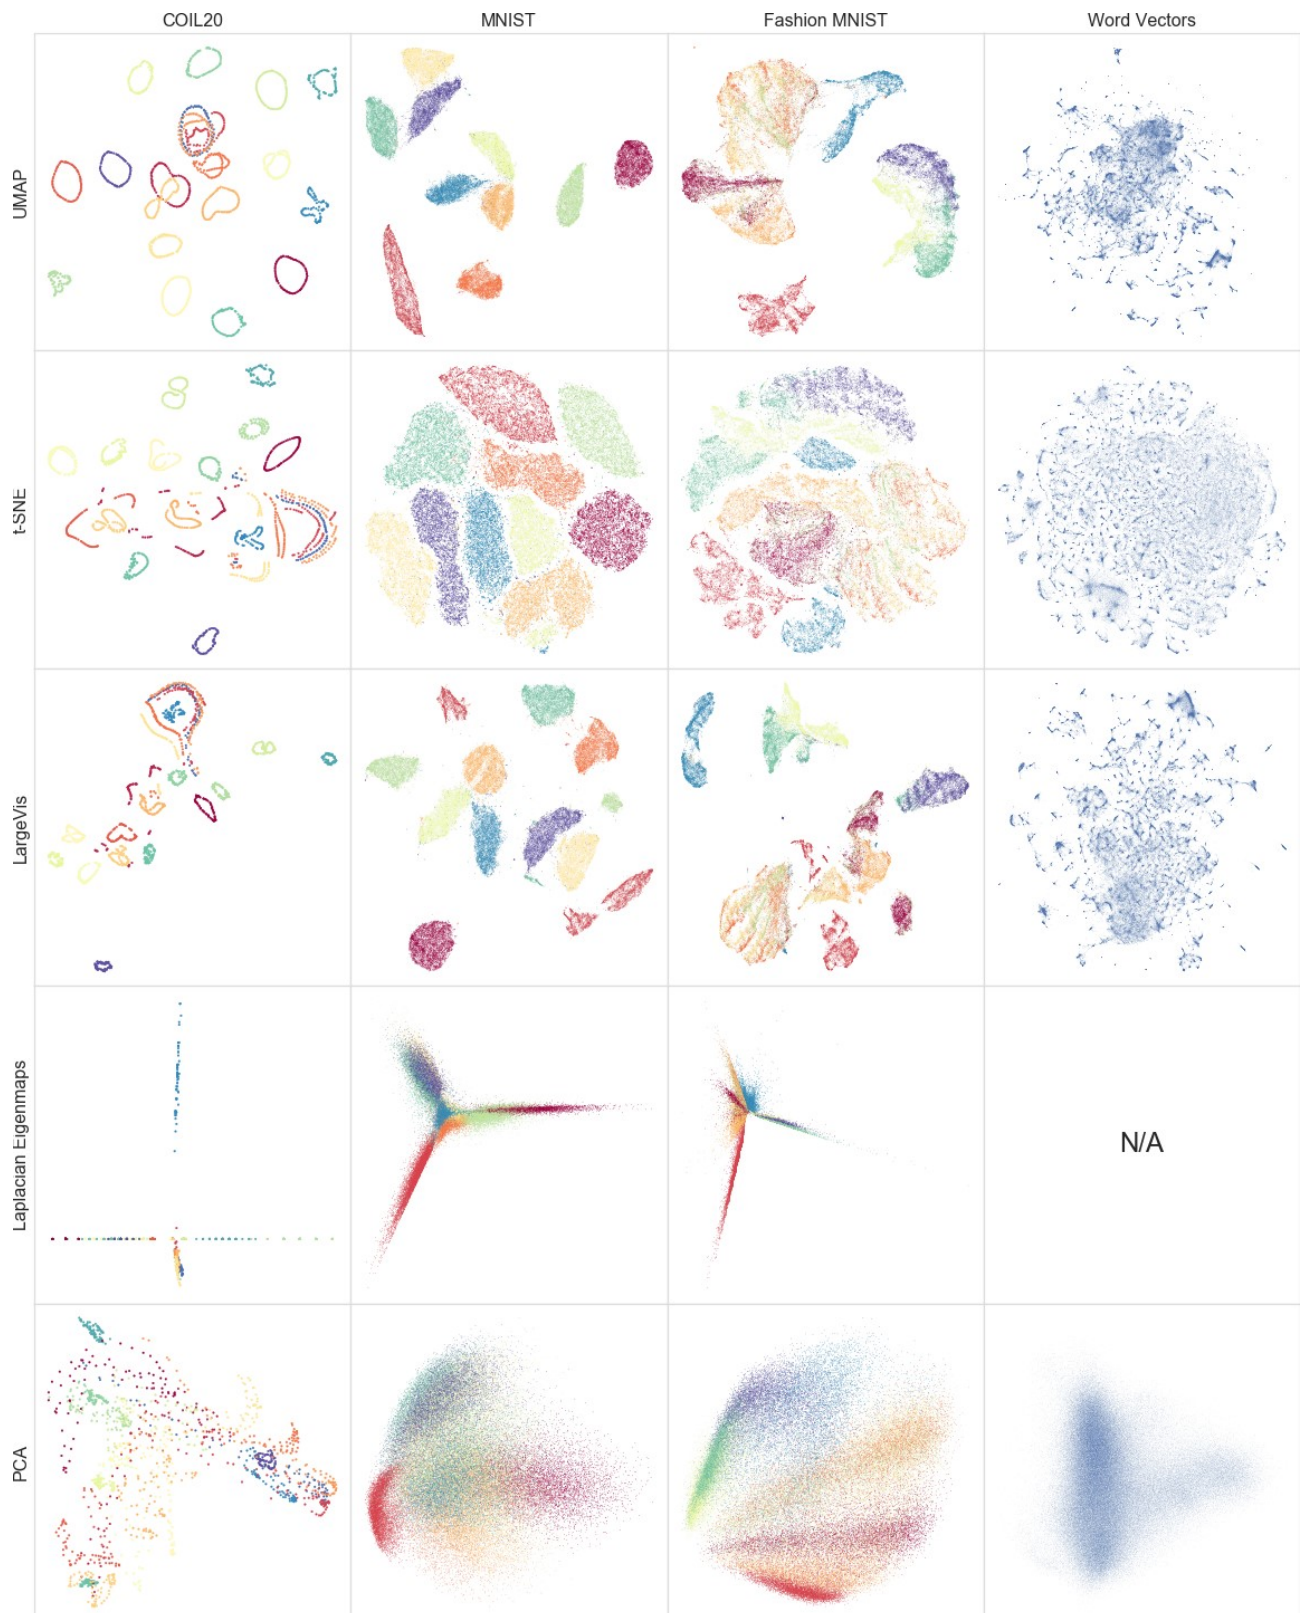 COIL20 MNIST Fashion MNIST Word Vectors
UMAP
t-SNE
LargeVis
Laplacian Eigenmaps
N/A
PCA